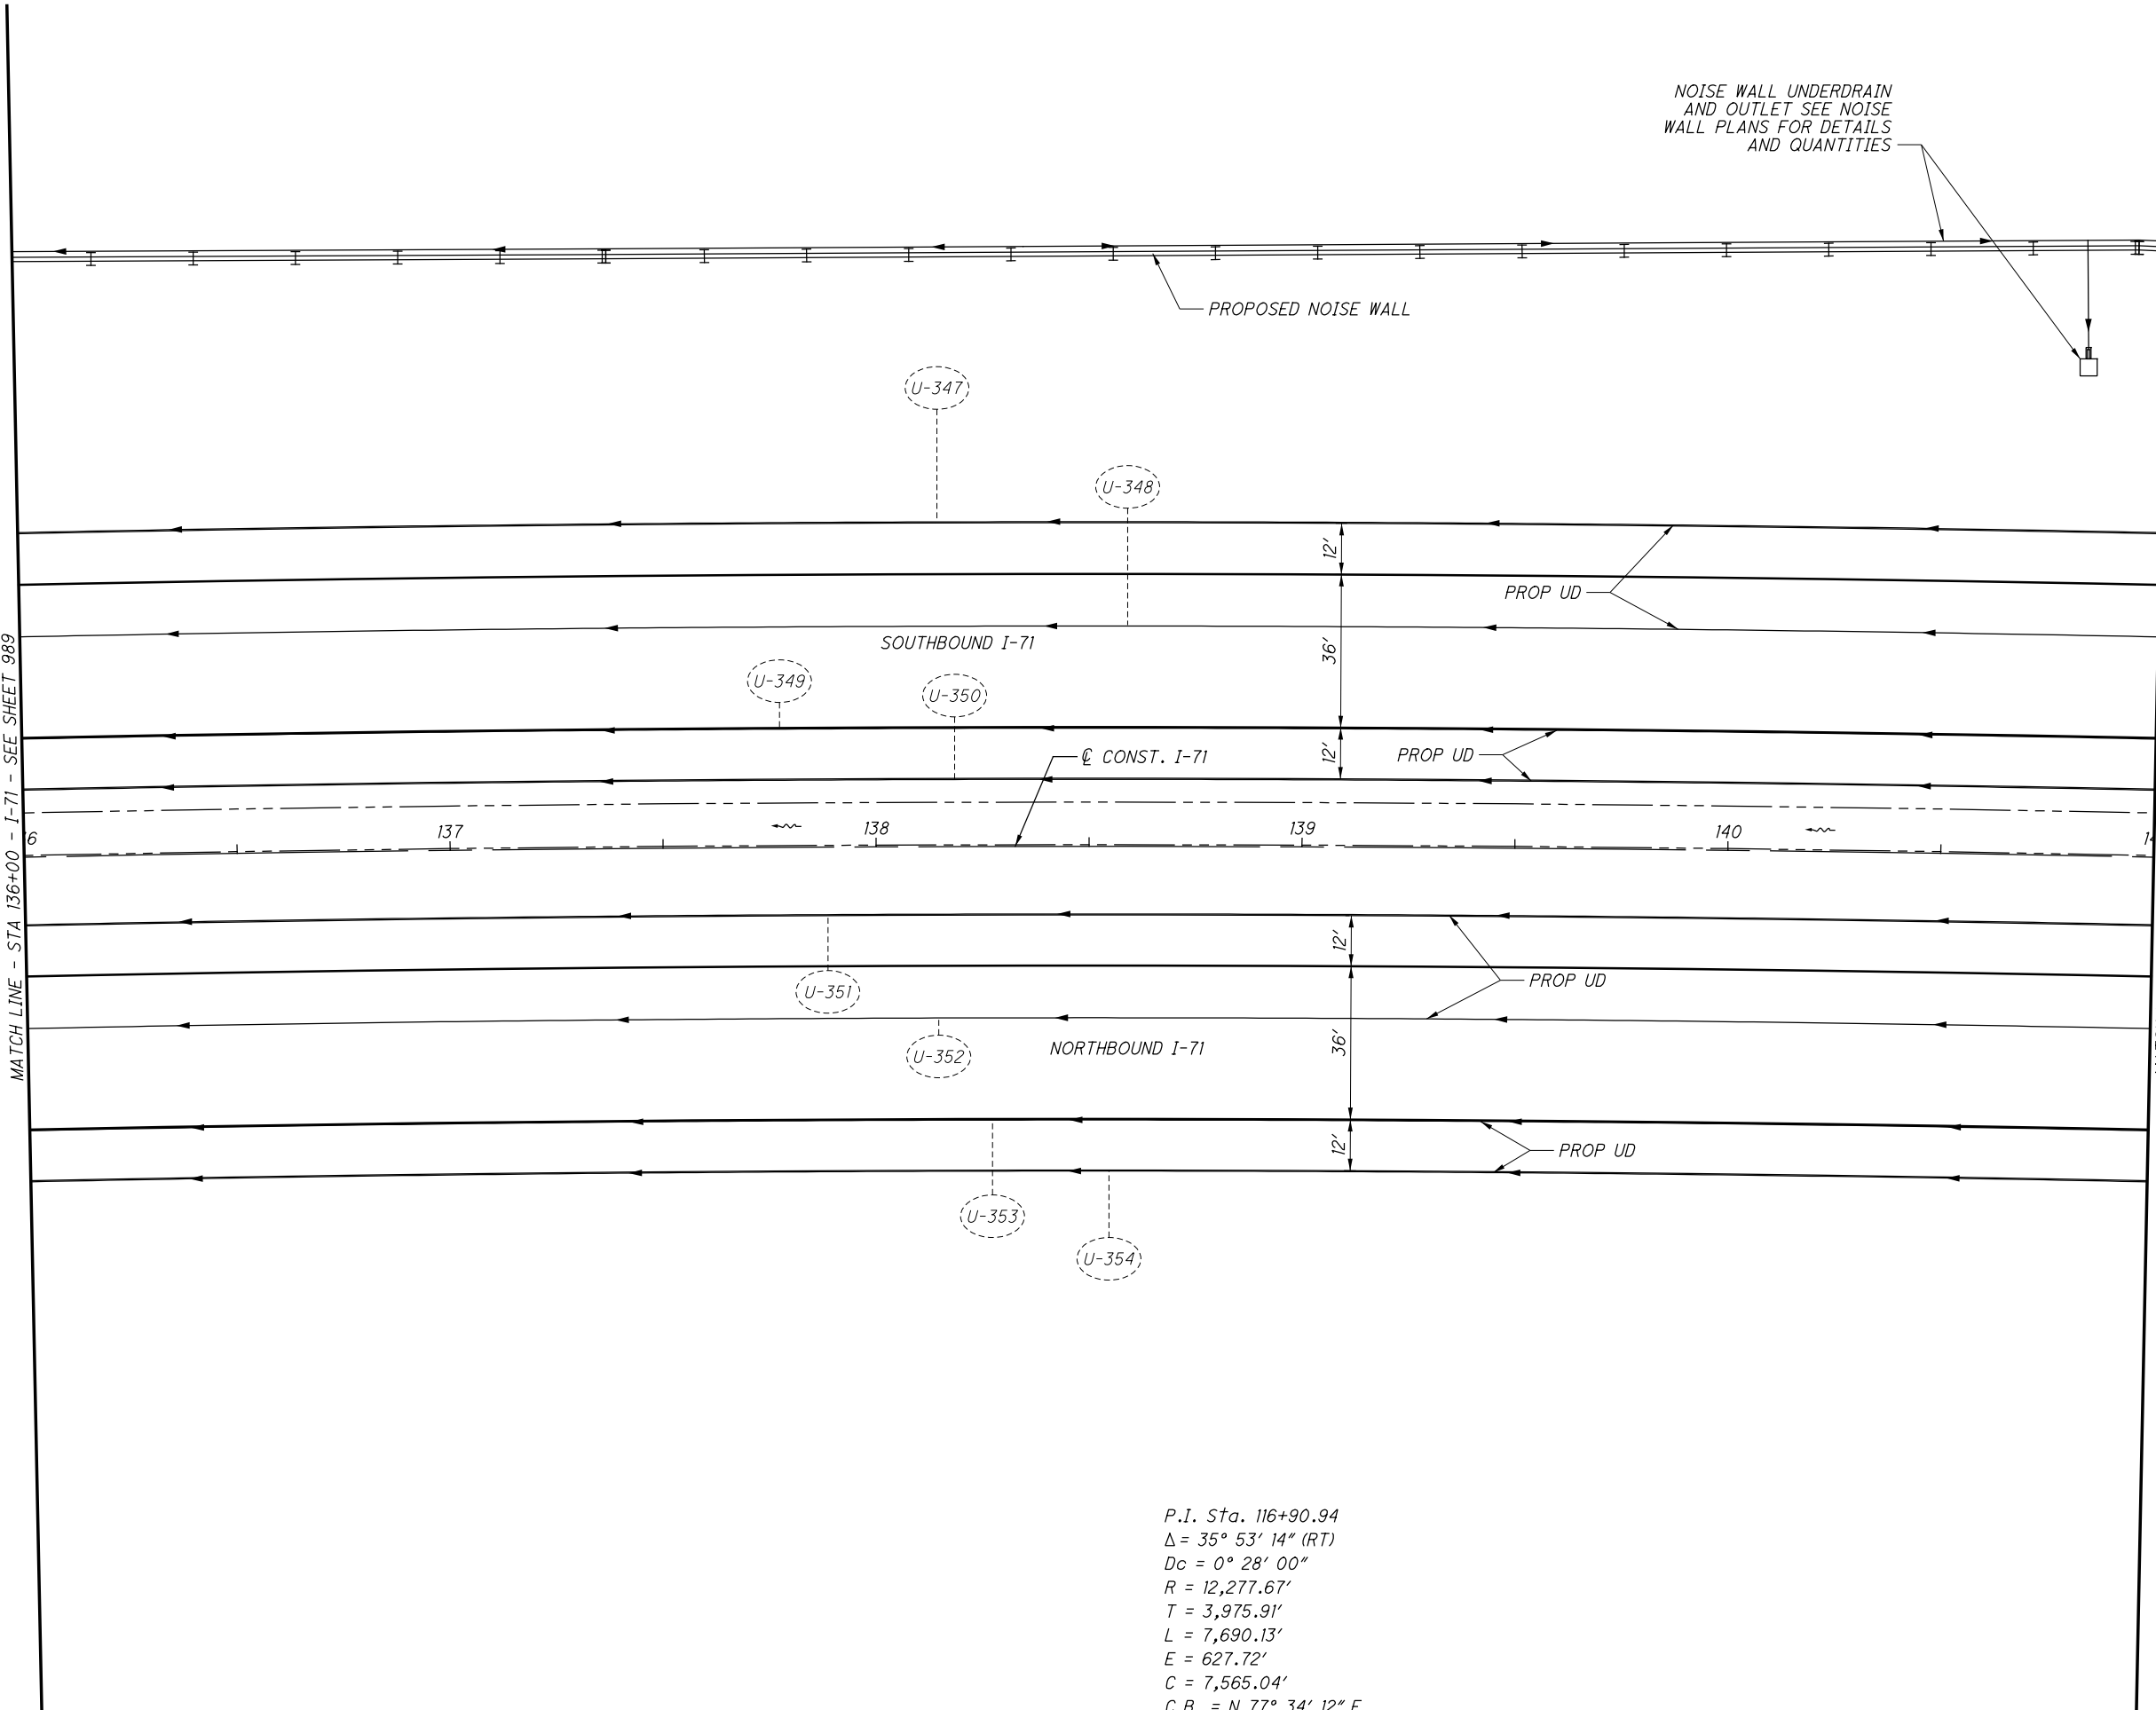 NOISE WALL UNDERDRAIN
AND OUTLET SEE NOISE
WALL PLANS FOR DETAILS
AND QUANTITIES
PROPOSED NOISE WALL
U-347
U-348
12'
PROP UD
SOUTHBOUND I-71
36'
U-349
U-350
℄ CONST. I-71
12'
PROP UD
137
138
139
140
MATCH LINE - STA 136+00 - I-71 - SEE SHEET 989
12'
U-351
PROP UD
U-352
NORTHBOUND I-71
36'
12'
PROP UD
U-353
U-354
P.I. Sta. 116+90.94
Δ = 35° 53' 14" (RT)
Dc = 0° 28' 00"
R = 12,277.67'
T = 3,975.91'
L = 7,690.13'
E = 627.72'
C = 7,565.04'
C.B. = N 77° 34' 12" E